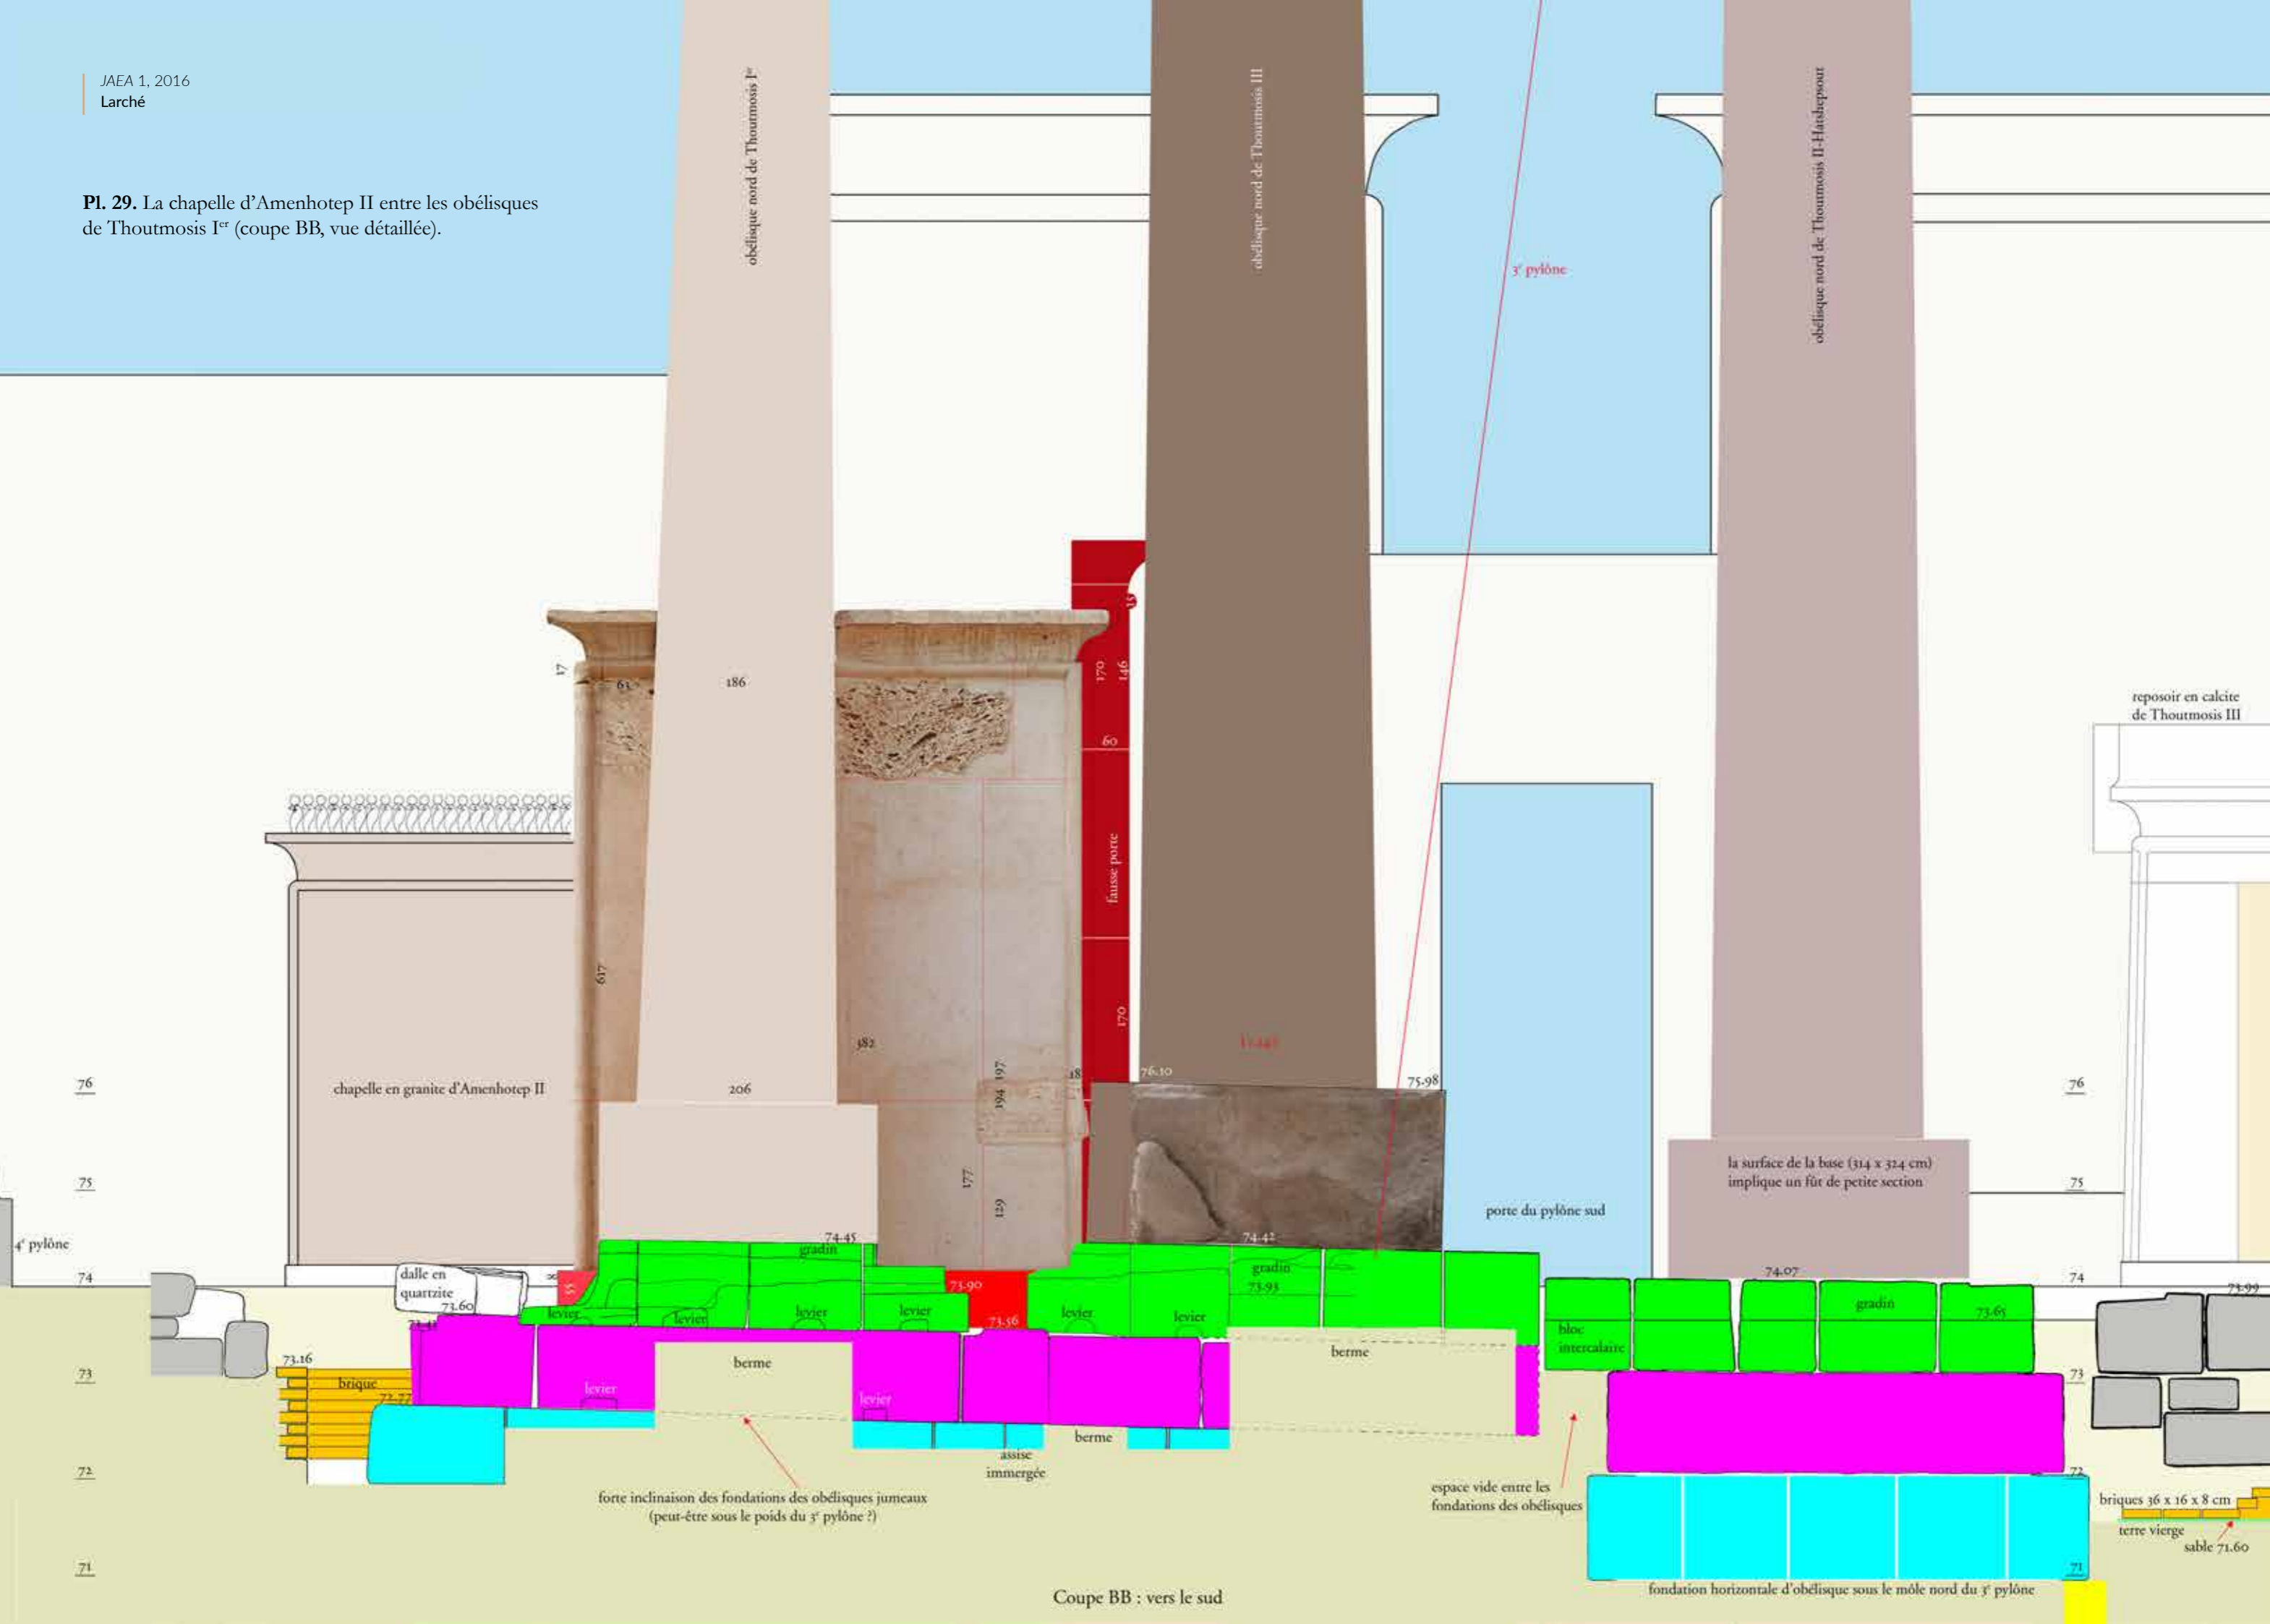 JAEA 1, 2016
Larché
Pl. 29. La chapelle d'Amenhotep II entre les obélisques
de Thoutmosis Ier (coupe BB, vue détaillée).
obélisque nord de Thoutmosis Ier
obélisque nord de Thoutmosis III
obélisque nord de Thoutmosis II-Hatshepsout
3e pylône
17
63
186
170
146
60
fausse porte
170
617
382
206
197
194
18
177
129
reposoir en calcite
de Thoutmosis III
chapelle en granite d'Amenhotep II
76
75
74
73
72
71
4e pylône
76.10
75.98
la surface de la base (314 x 324 cm)
implique un fût de petite section
porte du pylône sud
76
75
74
73
72
71
74.45
gradin
74.42
gradin
73.93
74.07
gradin
73.65
73.99
dalle en
quartzite
73.60
55
73.90
73.56
levier
levier
levier
levier
levier
levier
bloc
intercalaire
73.16
brique
72.77
berme
levier
levier
berme
berme
assise
immergée
forte inclinaison des fondations des obélisques jumeaux
(peut-être sous le poids du 3e pylône ?)
espace vide entre les
fondations des obélisques
briques 36 x 16 x 8 cm
terre vierge
sable 71.60
fondation horizontale d'obélisque sous le môle nord du 3e pylône
Coupe BB : vers le sud